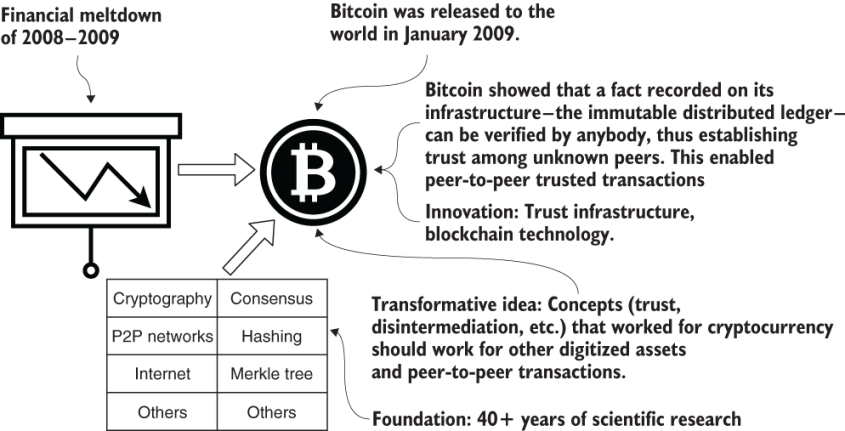 Financial meltdown
of 2008–2009
Bitcoin was released to the
world in January 2009.
Bitcoin showed that a fact recorded on its
infrastructure—the immutable distributed ledger—
can be verified by anybody, thus establishing
trust among unknown peers. This enabled
peer-to-peer trusted transactions
Innovation: Trust infrastructure,
blockchain technology.
Cryptography Consensus
P2P networks Hashing
Internet Merkle tree
Others Others
Transformative idea: Concepts (trust,
disintermediation, etc.) that worked for cryptocurrency
should work for other digitized assets
and peer-to-peer transactions.
Foundation: 40+ years of scientific research